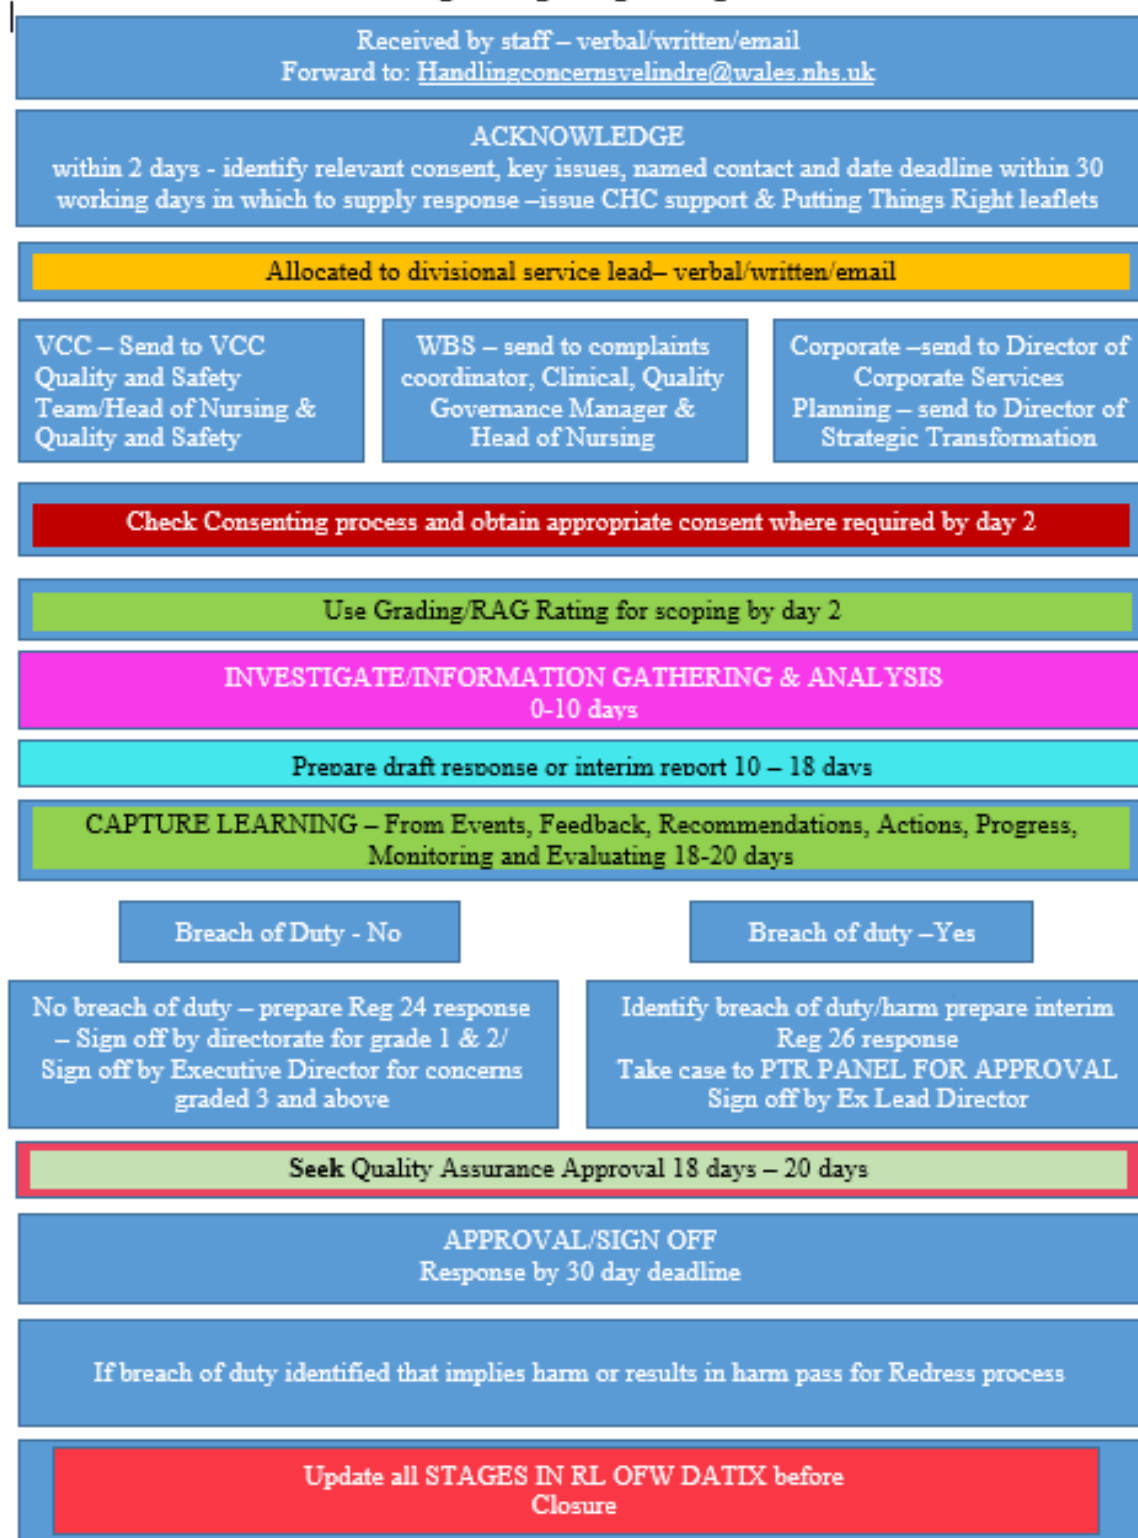 Received by staff – verbal/written/email
Forward to: Handlingconcernsvelindre@wales.nhs.uk
ACKNOWLEDGE
within 2 days - identify relevant consent, key issues, named contact and date deadline within 30
working days in which to supply response –issue CHC support & Putting Things Right leaflets
Allocated to divisional service lead– verbal/written/email
VCC – Send to VCC
Quality and Safety
Team/Head of Nursing &
Quality and Safety
WBS – send to complaints
coordinator, Clinical, Quality
Governance Manager &
Head of Nursing
Corporate –send to Director of
Corporate Services
Planning – send to Director of
Strategic Transformation
Check Consenting process and obtain appropriate consent where required by day 2
Use Grading/RAG Rating for scoping by day 2
INVESTIGATE/INFORMATION GATHERING & ANALYSIS
0-10 days
Prepare draft response or interim report 10 – 18 days
CAPTURE LEARNING – From Events, Feedback, Recommendations, Actions, Progress,
Monitoring and Evaluating 18-20 days
Breach of Duty - No
Breach of duty –Yes
No breach of duty – prepare Reg 24 response
– Sign off by directorate for grade 1 & 2/
Sign off by Executive Director for concerns
graded 3 and above
Identify breach of duty/harm prepare interim
Reg 26 response
Take case to PTR PANEL FOR APPROVAL
Sign off by Ex Lead Director
Seek Quality Assurance Approval 18 days – 20 days
APPROVAL/SIGN OFF
Response by 30 day deadline
If breach of duty identified that implies harm or results in harm pass for Redress process
Update all STAGES IN RL OFW DATIX before
Closure